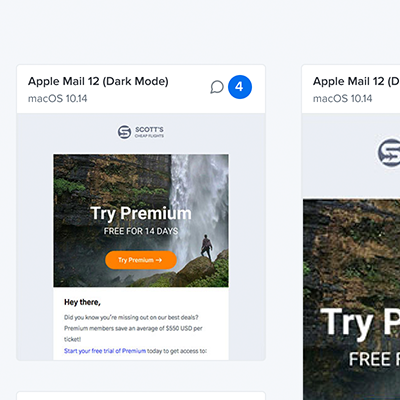 Apple Mail 12 (Dark Mode)
macOS 10.14
4
SCOTT'S
CHEAP FLIGHTS
Try Premium
FREE FOR 14 DAYS
Try Premium →
Hey there,
Did you know you're missing out on our best deals?
Premium members save an average of $550 USD per
ticket!
Start your free trial of Premium today to get access to:
Apple Mail 12 (D
macOS 10.14
Try P
FREE F